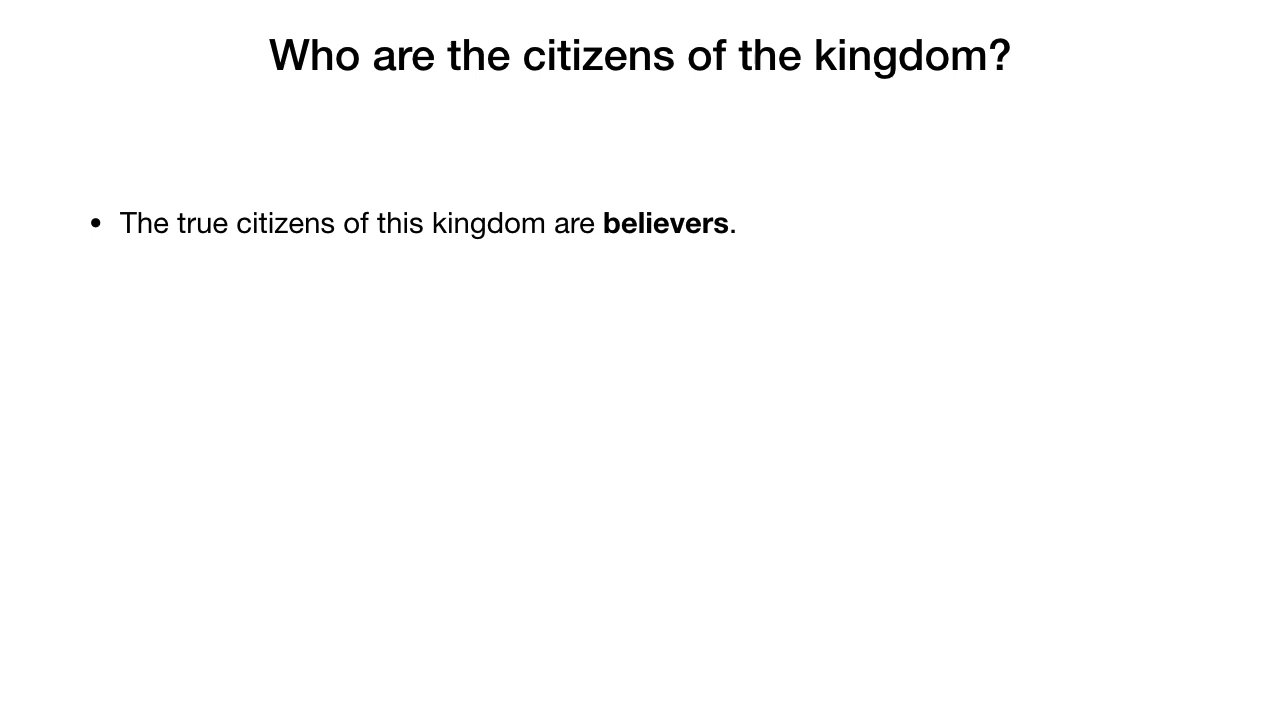 Who are the citizens of the kingdom?
• The true citizens of this kingdom are believers.